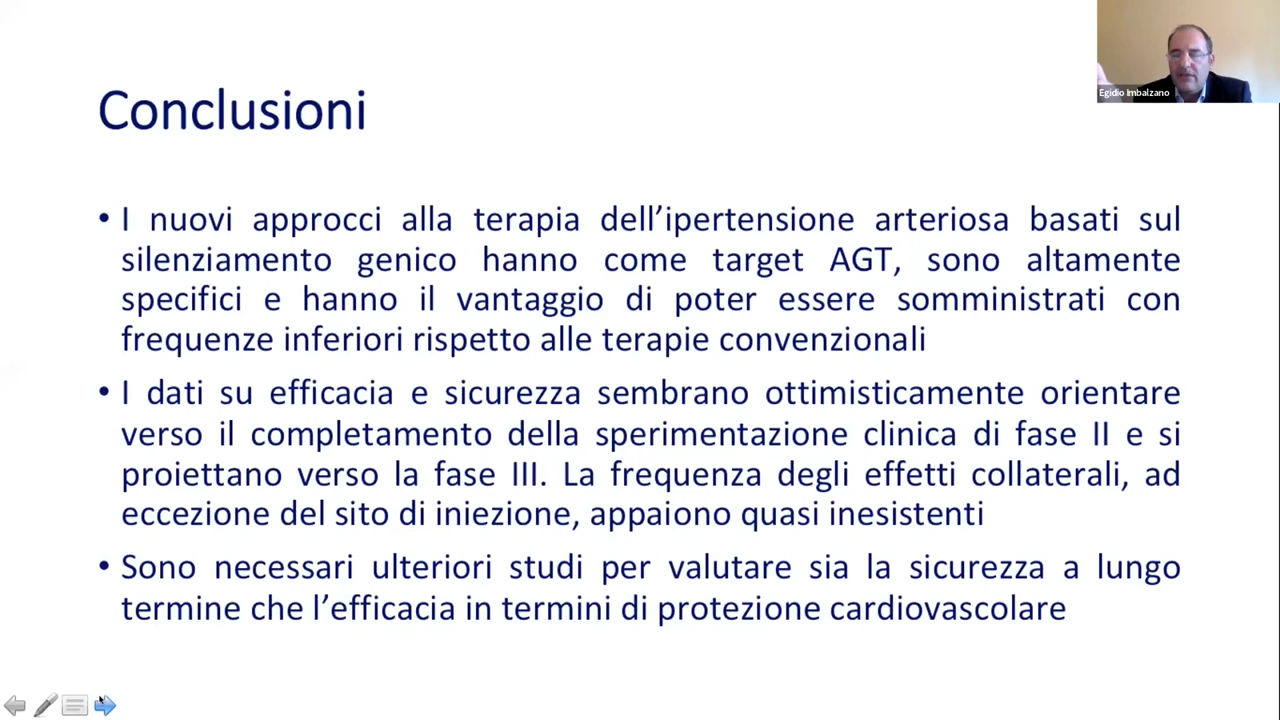 Egidio Imbalzano
Conclusioni
• I nuovi approcci alla terapia dell’ipertensione arteriosa basati sul
silenziamento genico hanno come target AGT, sono altamente
specifici e hanno il vantaggio di poter essere somministrati con
frequenze inferiori rispetto alle terapie convenzionali
• I dati su efficacia e sicurezza sembrano ottimisticamente orientare
verso il completamento della sperimentazione clinica di fase II e si
proiettano verso la fase III. La frequenza degli effetti collaterali, ad
eccezione del sito di iniezione, appaiono quasi inesistenti
• Sono necessari ulteriori studi per valutare sia la sicurezza a lungo
termine che l’efficacia in termini di protezione cardiovascolare